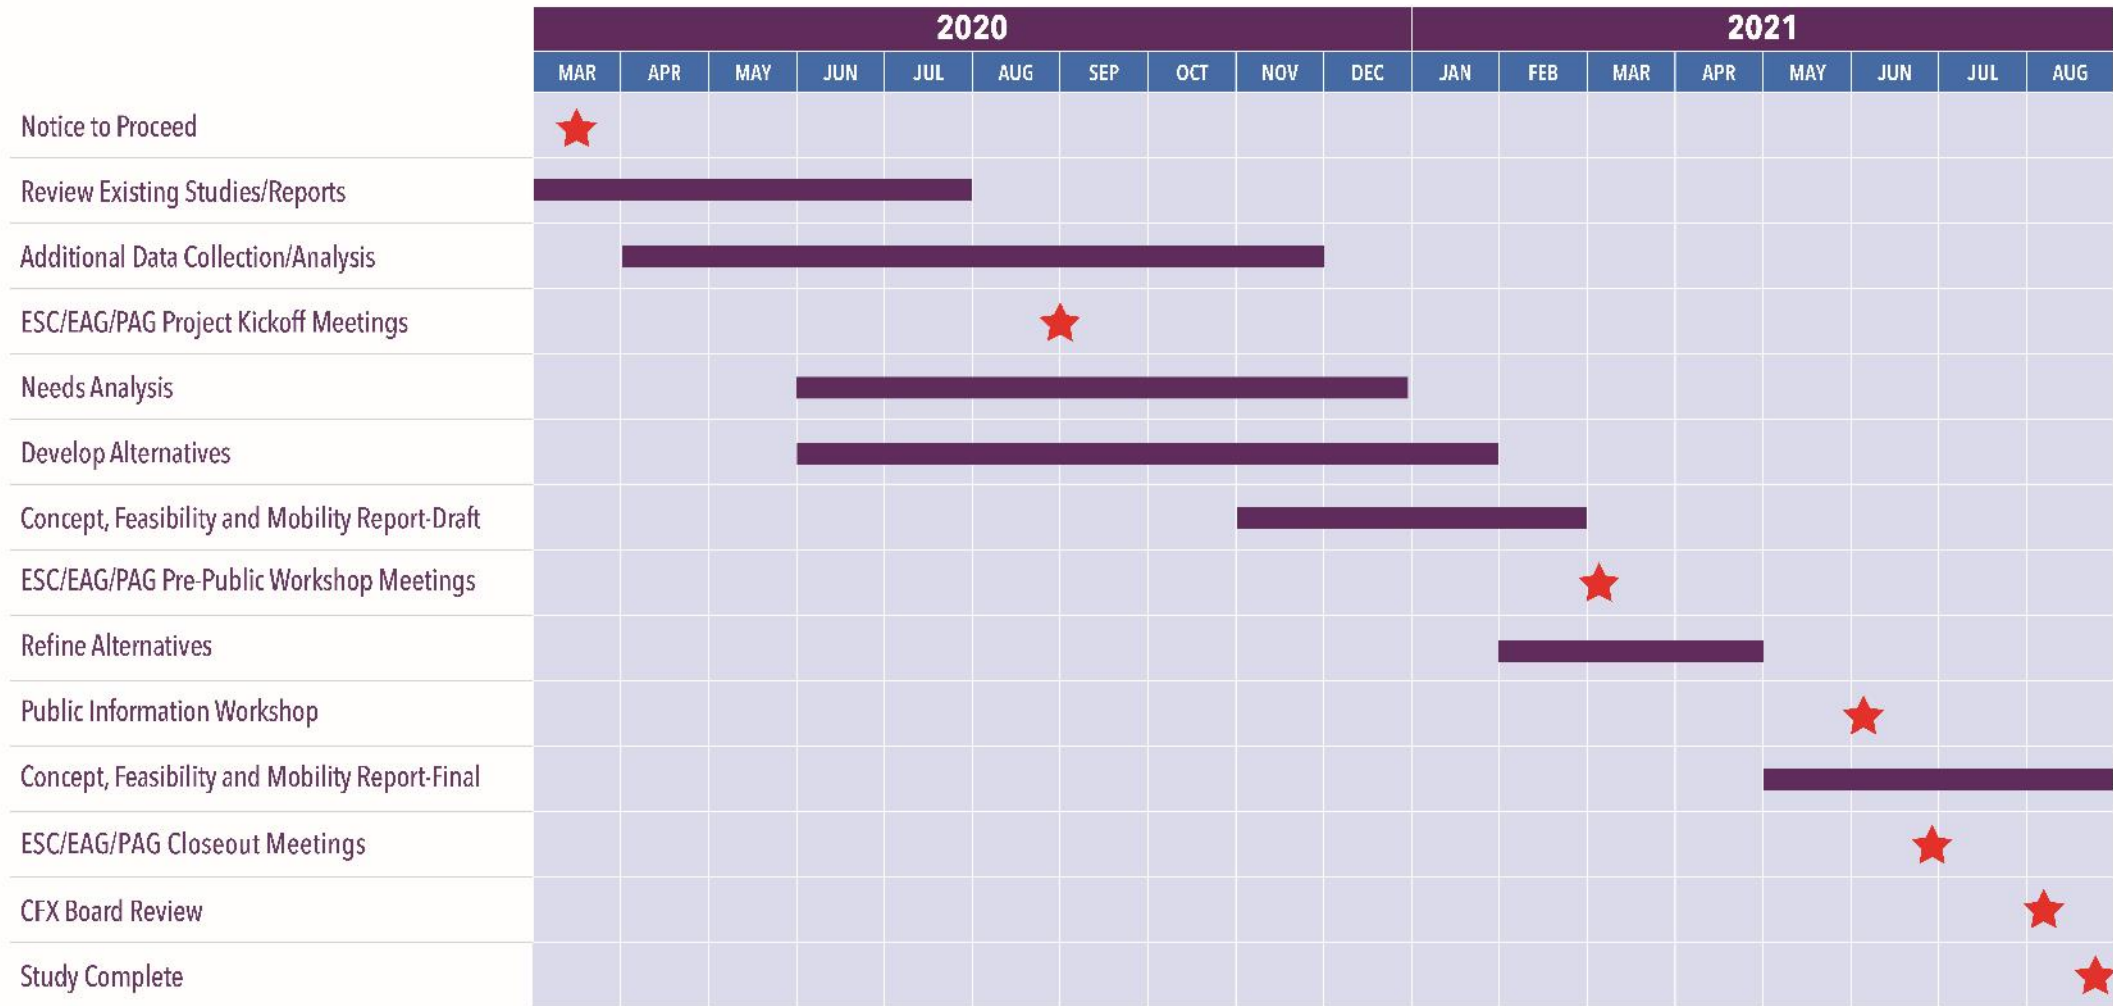 2020 2021
MAR APR MAY JUN JUL AUG SEP OCT NOV DEC JAN FEB MAR APR MAY JUN JUL AUG
Notice to Proceed
Review Existing Studies/Reports
Additional Data Collection/Analysis
ESC/EAG/PAG Project Kickoff Meetings
Needs Analysis
Develop Alternatives
Concept, Feasibility and Mobility Report-Draft
ESC/EAG/PAG Pre-Public Workshop Meetings
Refine Alternatives
Public Information Workshop
Concept, Feasibility and Mobility Report-Final
ESC/EAG/PAG Closeout Meetings
CFX Board Review
Study Complete